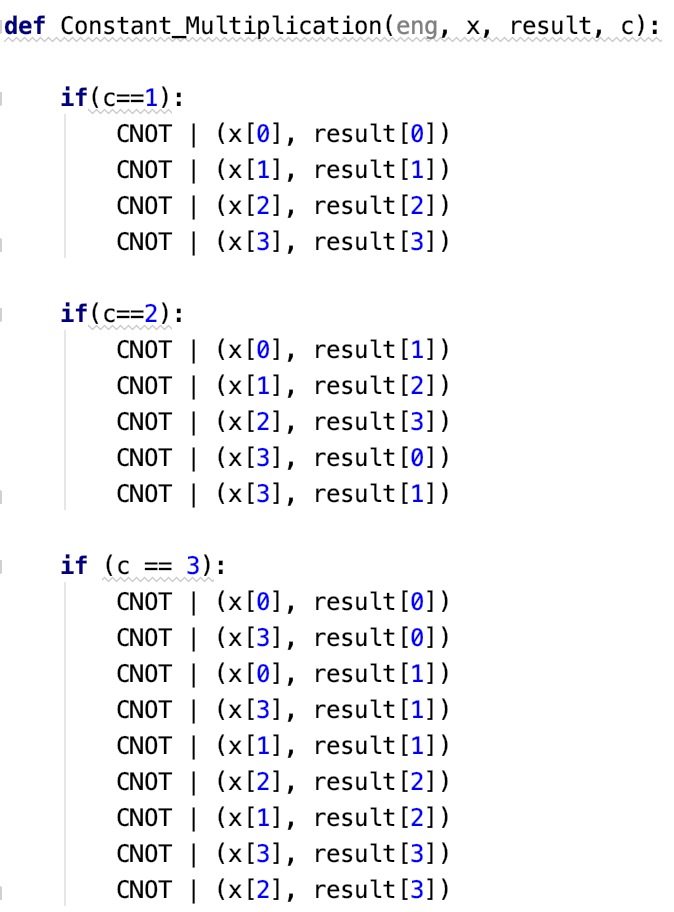 def Constant_Multiplication(eng, x, result, c):
if(c==1):
CNOT | (x[0], result[0])
CNOT | (x[1], result[1])
CNOT | (x[2], result[2])
CNOT | (x[3], result[3])
if(c==2):
CNOT | (x[0], result[1])
CNOT | (x[1], result[2])
CNOT | (x[2], result[3])
CNOT | (x[3], result[0])
CNOT | (x[3], result[1])
if (c == 3):
CNOT | (x[0], result[0])
CNOT | (x[3], result[0])
CNOT | (x[0], result[1])
CNOT | (x[3], result[1])
CNOT | (x[1], result[1])
CNOT | (x[2], result[2])
CNOT | (x[1], result[2])
CNOT | (x[3], result[3])
CNOT | (x[2], result[3])